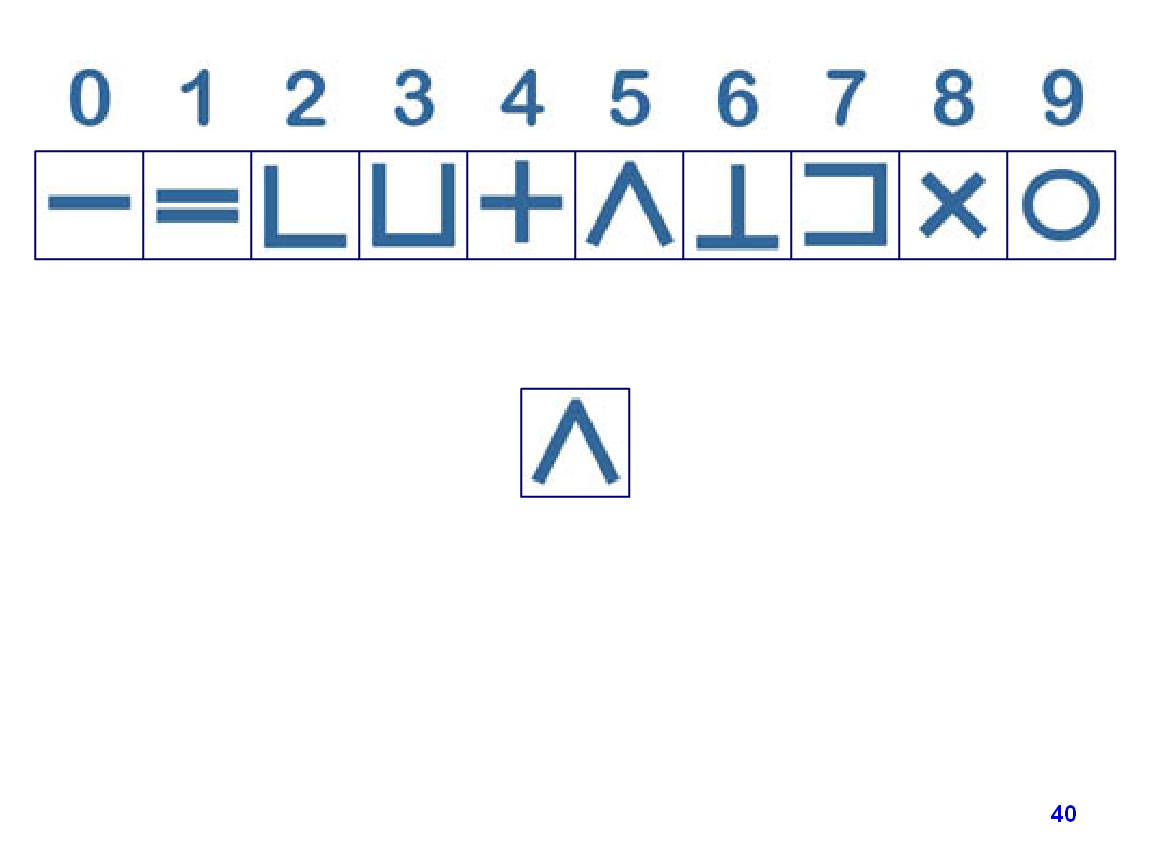 0 1 2 3 4 5 6 7 8 9
— = ∟ ⊔ + ∧ ⊥ ⊐ × ○
∧
40